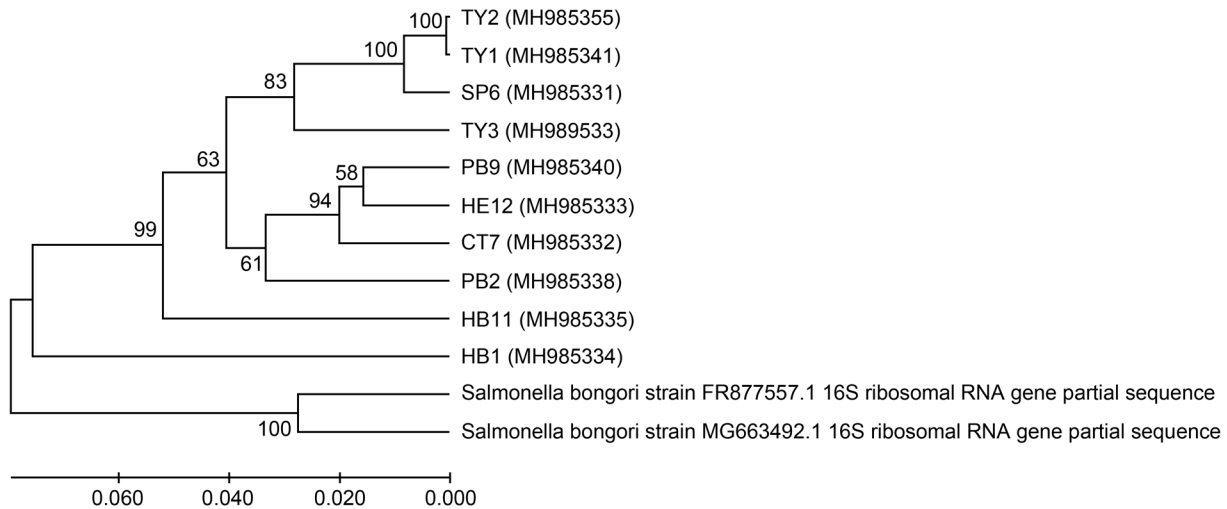 100
TY2 (MH985355)
100
TY1 (MH985341)
83
SP6 (MH985331)
TY3 (MH989533)
63
58
PB9 (MH985340)
94
HE12 (MH985333)
99
CT7 (MH985332)
61
PB2 (MH985338)
HB11 (MH985335)
HB1 (MH985334)
Salmonella bongori strain FR877557.1 16S ribosomal RNA gene partial sequence
100
Salmonella bongori strain MG663492.1 16S ribosomal RNA gene partial sequence
0.060 0.040 0.020 0.000